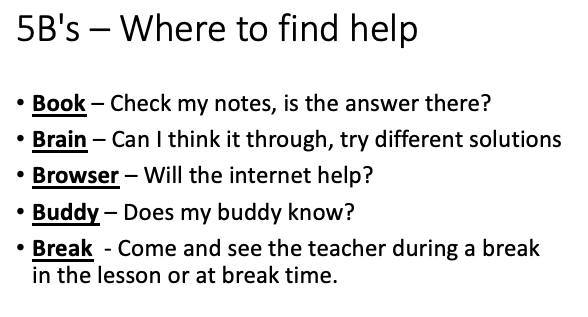 5B's – Where to find help
• Book – Check my notes, is the answer there?
• Brain – Can I think it through, try different solutions
• Browser – Will the internet help?
• Buddy – Does my buddy know?
• Break - Come and see the teacher during a break
in the lesson or at break time.